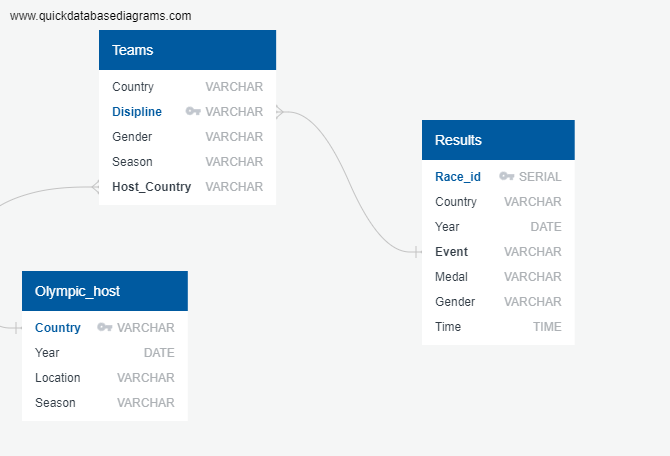 www.quickdatabasediagrams.com
Teams
Country VARCHAR
Disipline VARCHAR
Gender VARCHAR
Season VARCHAR
Host_Country VARCHAR
Results
Race_id SERIAL
Country VARCHAR
Year DATE
Event VARCHAR
Medal VARCHAR
Gender VARCHAR
Time TIME
Olympic_host
Country VARCHAR
Year DATE
Location VARCHAR
Season VARCHAR